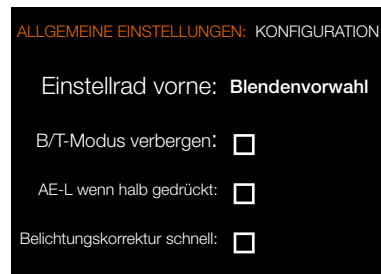 ALLGEMEINE EINSTELLUNGEN: KONFIGURATION
Einstellrad vorne: Blendenvorwahl
B/T-Modus verbergen:
AE-L wenn halb gedrückt:
Belichtungskorrektur schnell: